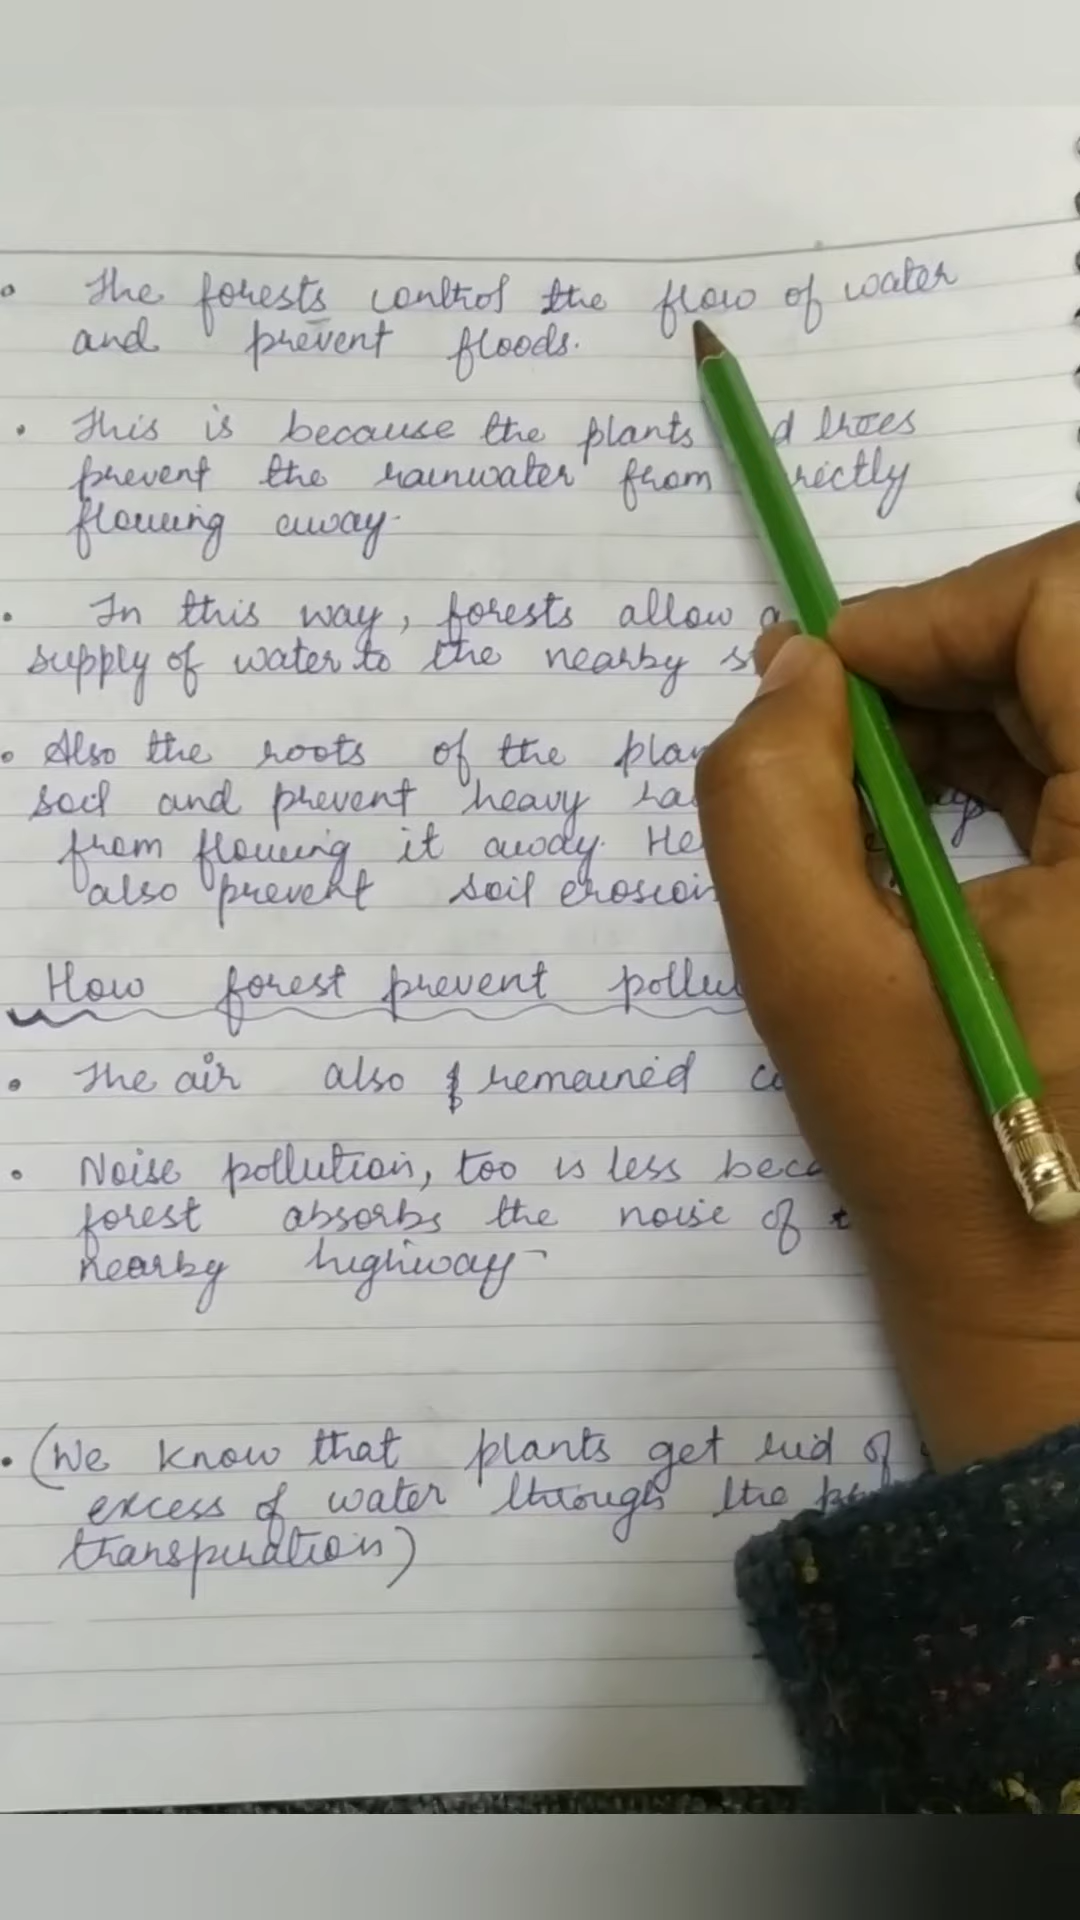 The forests control the flow of water
and prevent floods.
This is because the plants trees
prevent the rainwater from
flowing away.
In this way, forests allow
supply of water to the nearby
Also the roots of the
soil and prevent heavy
from flowing it away.
also prevent soil erosion
How forest prevent
The air also remained
Noise pollution, too is less
forest absorbs the noise of
nearby highway
(We know that plants get rid of
excess of water through the
transpiration)